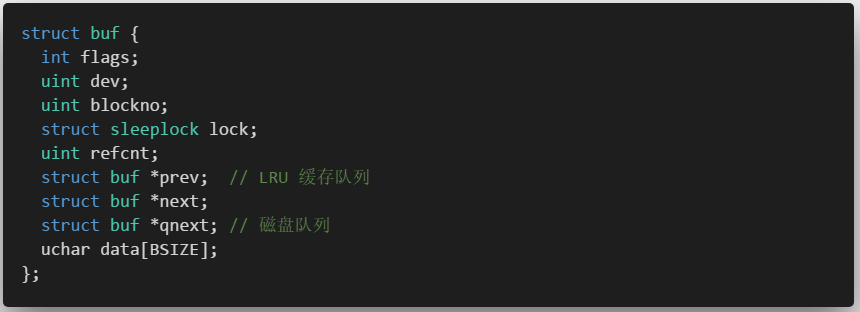 struct buf {
  int flags;
  uint dev;
  uint blockno;
  struct sleeplock lock;
  uint refcnt;
  struct buf *prev;  // LRU 缓存队列
  struct buf *next;
  struct buf *qnext; // 磁盘队列
  uchar data[BSIZE];
};